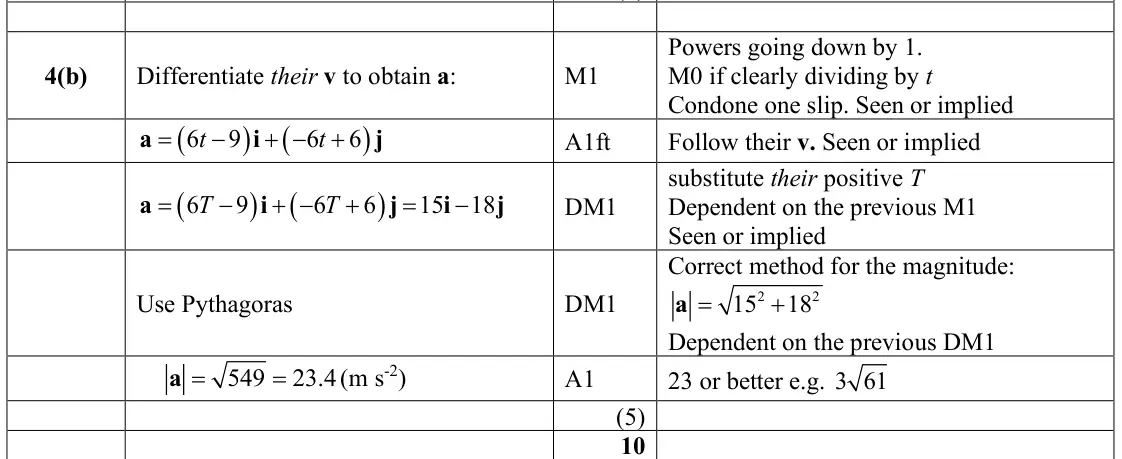 4(b) Differentiate their v to obtain a: M1 Powers going down by 1.
M0 if clearly dividing by t
Condone one slip. Seen or implied
a = (6t − 9)i + (−6t + 6)j A1ft Follow their v. Seen or implied
a = (6T − 9)i + (−6T + 6)j = 15i − 18j DM1 substitute their positive T
Dependent on the previous M1
Seen or implied
Use Pythagoras DM1 Correct method for the magnitude:
|a| = √(15² + 18²)
Dependent on the previous DM1
|a| = √549 = 23.4 (m s⁻²) A1 23 or better e.g. 3√61
(5)
10